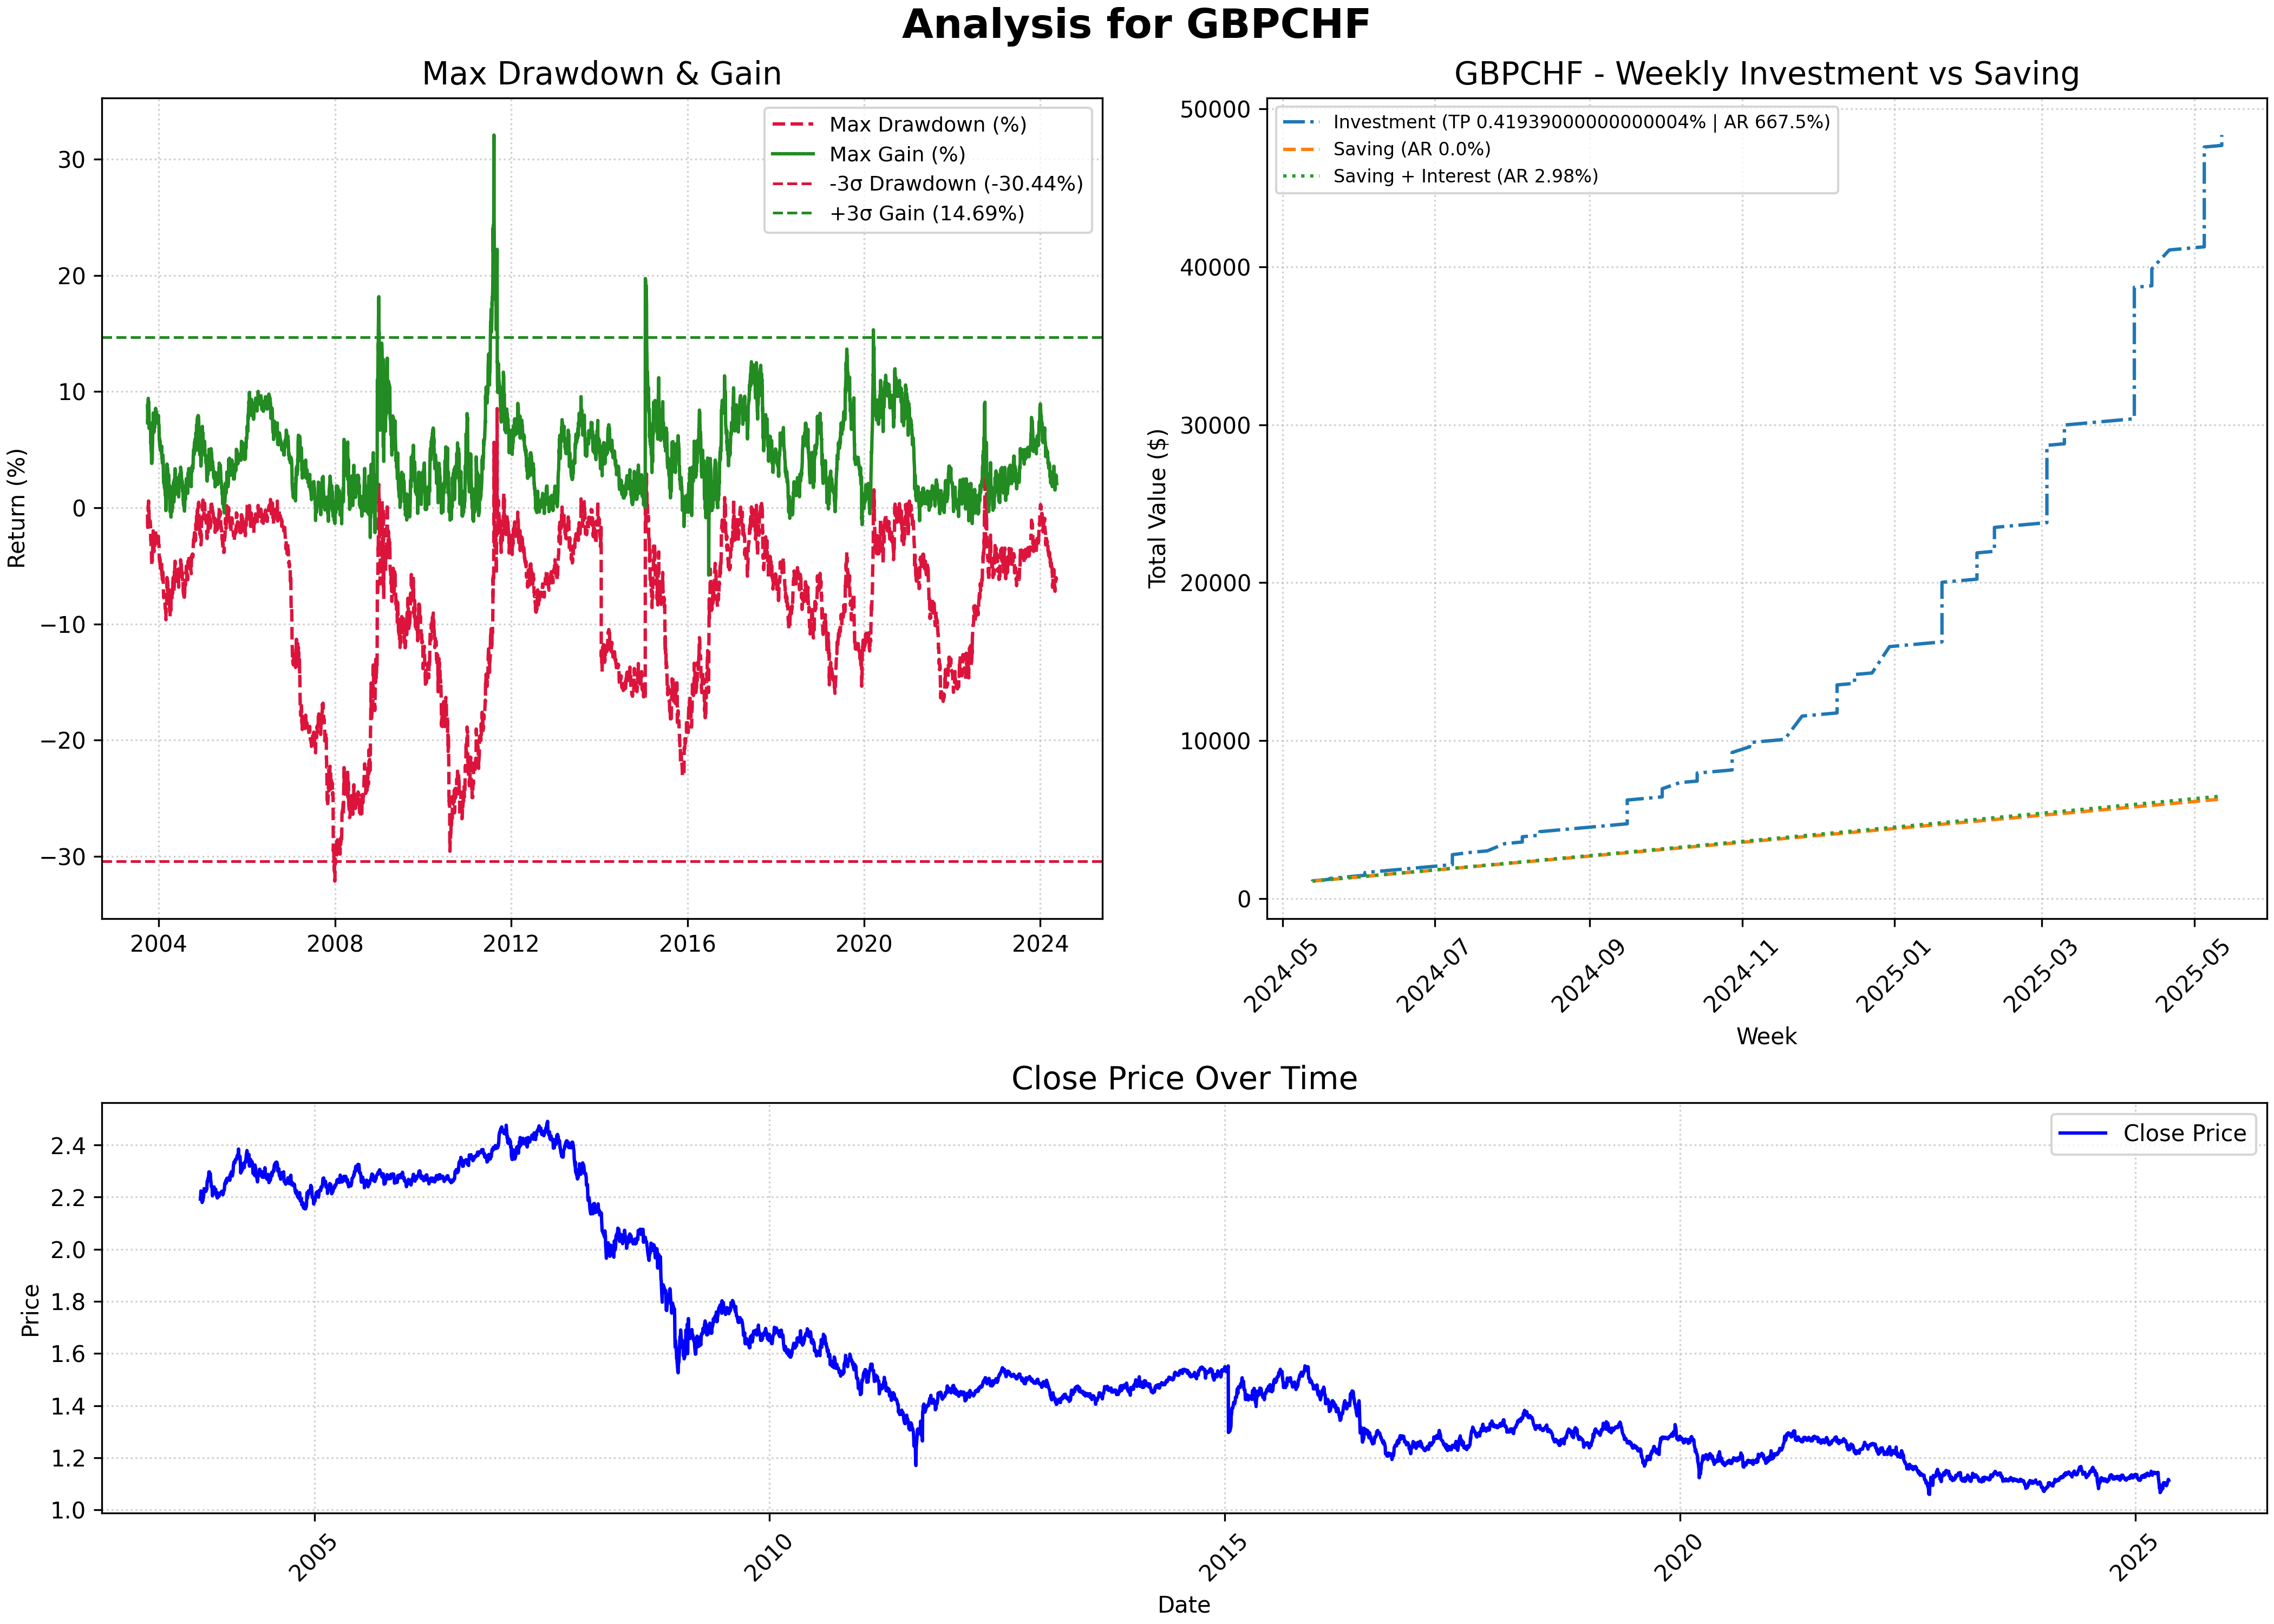 Analysis for GBPCHF
Max Drawdown & Gain
Return (%)
30
20
10
0
−10
−20
−30
2004 2008 2012 2016 2020 2024
Max Drawdown (%)
Max Gain (%)
-3σ Drawdown (-30.44%)
+3σ Gain (14.69%)
GBPCHF - Weekly Investment vs Saving
Total Value ($)
50000
40000
30000
20000
10000
0
Investment (TP 0.41939000000000004% | AR 667.5%)
Saving (AR 0.0%)
Saving + Interest (AR 2.98%)
2024-05 2024-07 2024-09 2024-11 2025-01 2025-03 2025-05
Week
Close Price Over Time
Price
2.4
2.2
2.0
1.8
1.6
1.4
1.2
1.0
Close Price
2005 2010 2015 2020 2025
Date